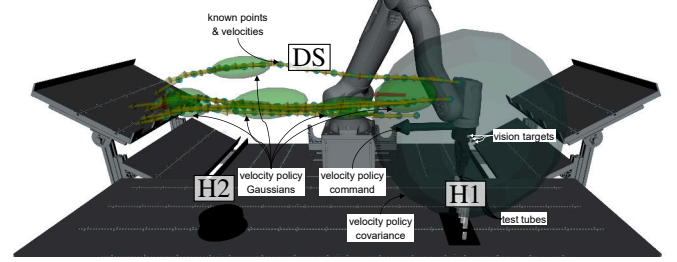 known points
& velocities
DS
vision targets
H2
velocity policy
Gaussians
velocity policy
command
H1
velocity policy
covariance
test tubes